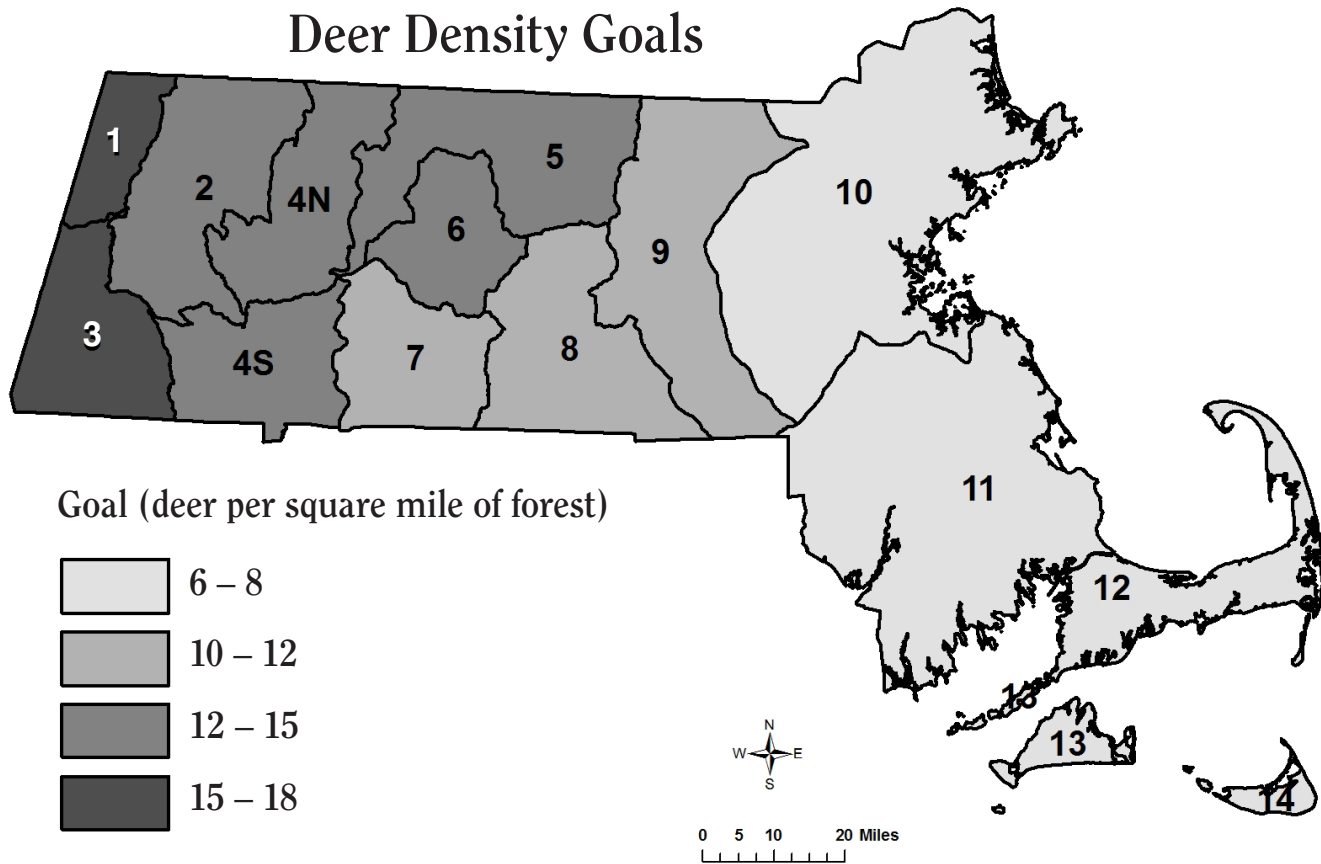 Deer Density Goals
1
2
4N
5
6
9
10
3
4S
7
8
11
12
13
13
14
Goal (deer per square mile of forest)
6 – 8
10 – 12
12 – 15
15 – 18
N
W E
S
0 5 10 20 Miles